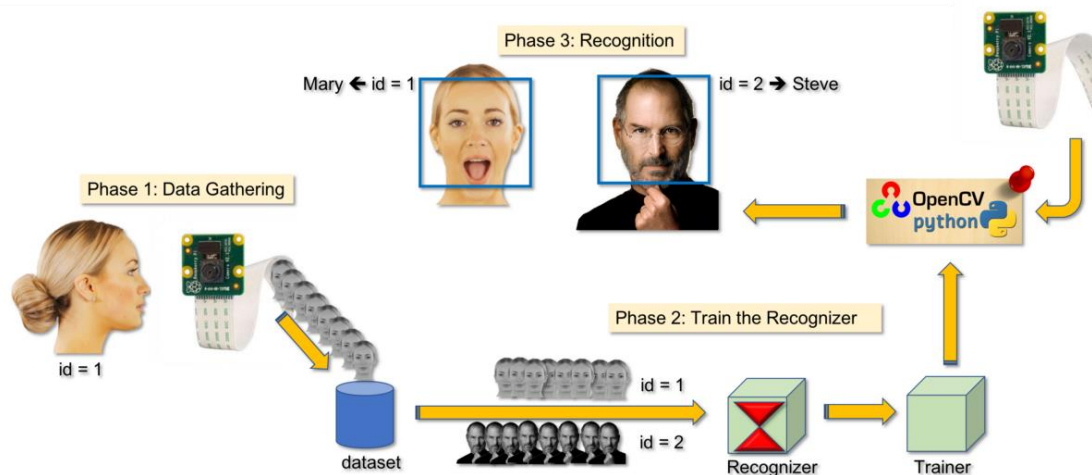 Phase 3: Recognition
Mary ← id = 1
id = 2 → Steve
Phase 1: Data Gathering
OpenCV
python
id = 1
Phase 2: Train the Recognizer
id = 1
id = 2
dataset
Recognizer
Trainer